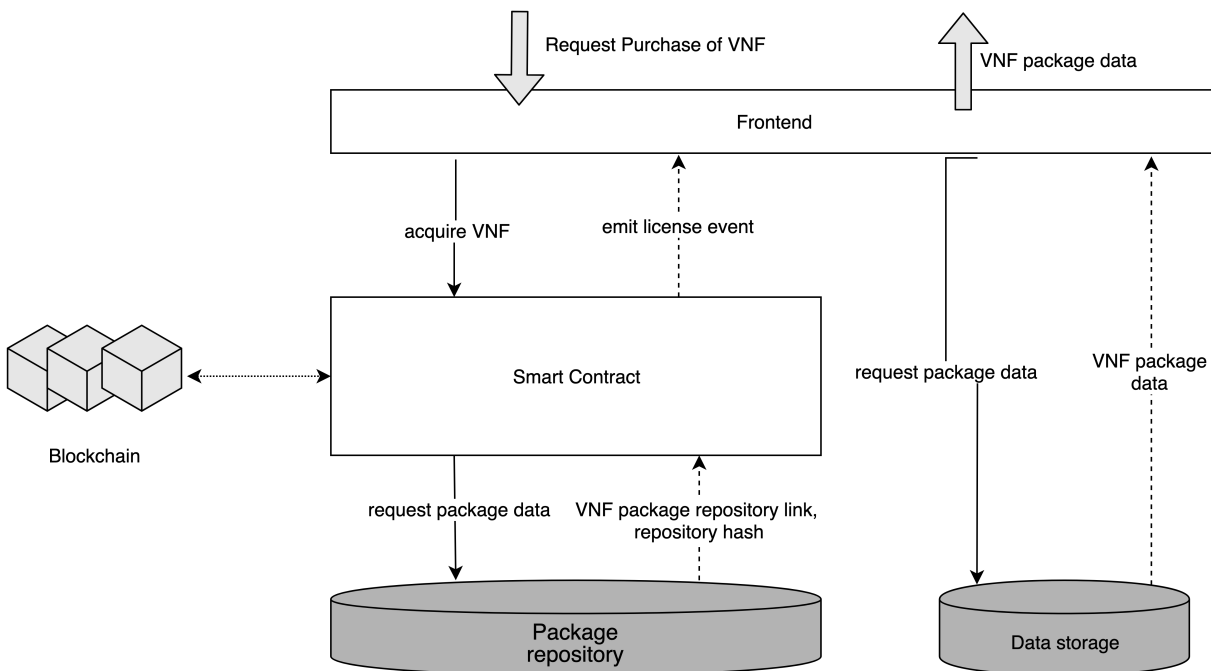 Request Purchase of VNF
VNF package data
Frontend
acquire VNF
emit license event
Smart Contract
request package data
VNF package
data
Blockchain
request package data
VNF package repository link,
repository hash
Package
repository
Data storage